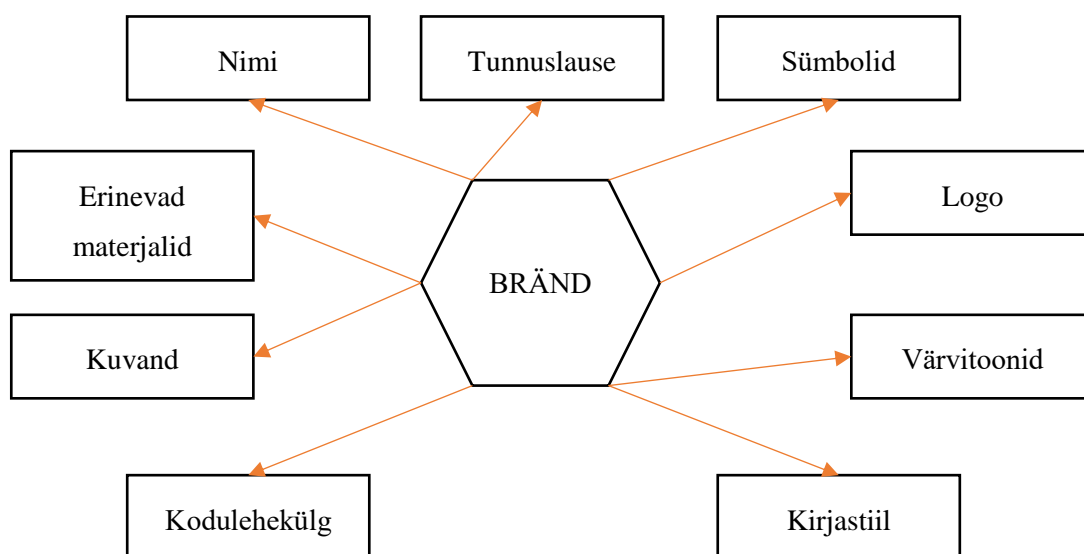 Nimi
Tunnuslause
Sümbolid
Erinevad
materjalid
Logo
BRÄND
Kuvand
Värvitoonid
Kodulehekülg
Kirjastiil